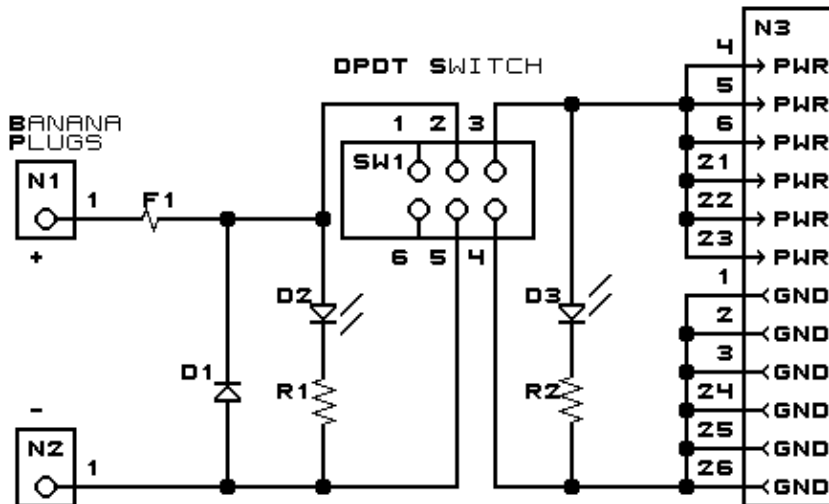 N3
4
PWR
5
PWR
6
PWR
21
PWR
22
PWR
23
PWR
1
GND
2
GND
3
GND
24
GND
25
GND
26
GND
DPDT SWITCH
1 2 3
SW1
6 5 4
BANANA
PLUGS
N1
1
+
F1
D2
D3
D1
R1
R2
-
N2
1